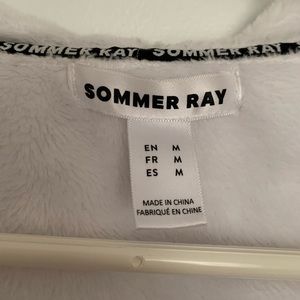 SOMMER RAY SOMMER RAY
SOMMER RAY
EN M
FR M
ES M
MADE IN CHINA
FABRIQUÉ EN CHINE